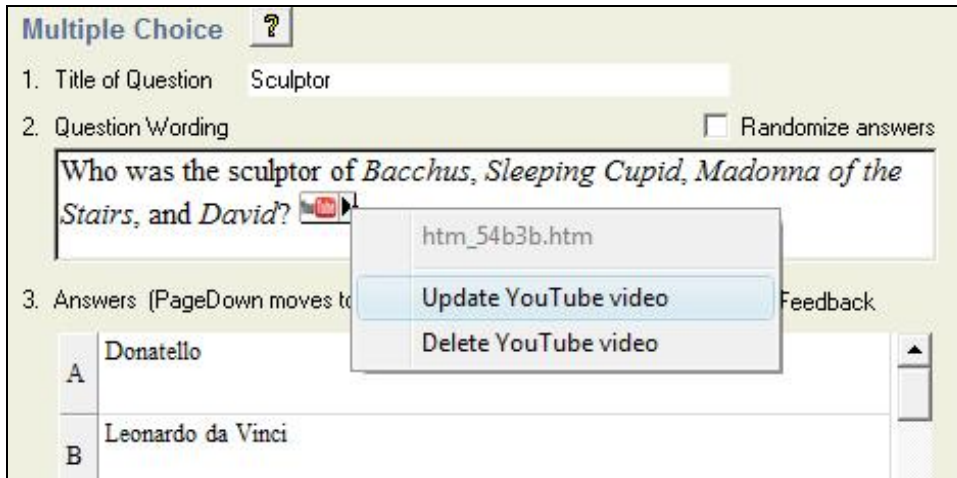 Multiple Choice ?
1. Title of Question Sculptor
2. Question Wording Randomize answers
Who was the sculptor of Bacchus, Sleeping Cupid, Madonna of the
Stairs, and David? YouTube 1
htm_54b3b.htm
Update YouTube video
Delete YouTube video
3. Answers (PageDown moves to Feedback
A Donatello
B Leonardo da Vinci